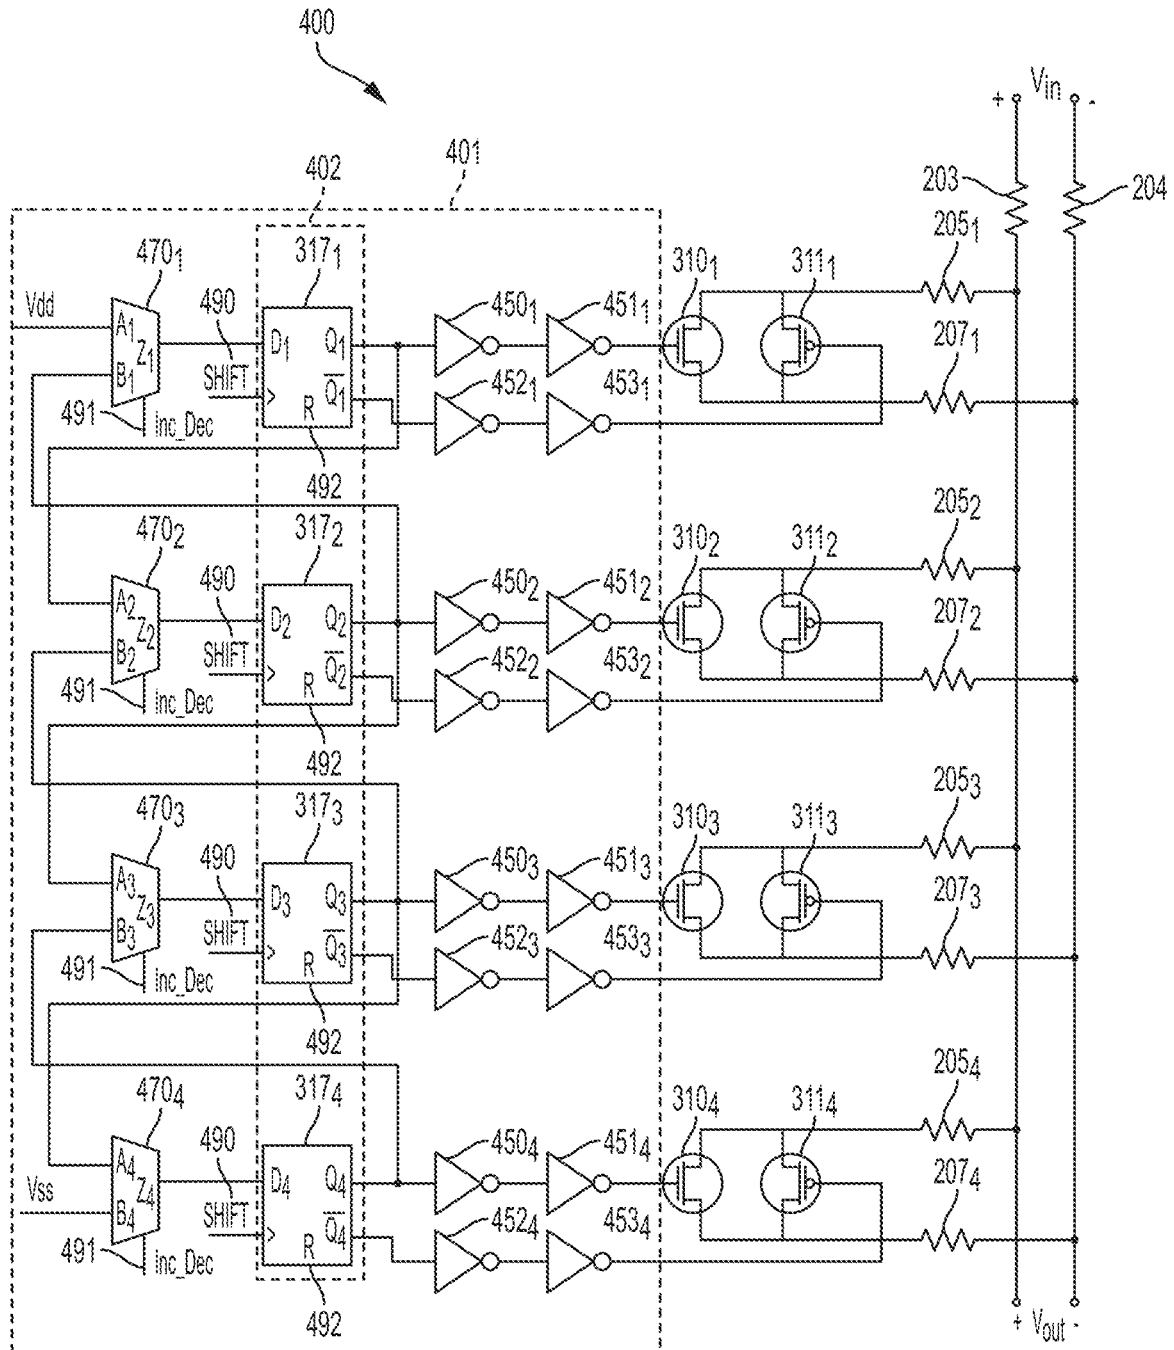 400
Vin
+ -
401
402
203
204
470₁
317₁
205₁
310₁
311₁
450₁
451₁
Vdd
490
A₁
Z₁
D₁
Q₁
207₁
B₁
SHIFT
Q̅₁
452₁
453₁
491
inc_Dec
R
492
470₂
317₂
205₂
310₂
311₂
490
450₂
451₂
A₂
Z₂
D₂
Q₂
207₂
B₂
SHIFT
Q̅₂
452₂
453₂
491
inc_Dec
R
492
470₃
317₃
205₃
310₃
311₃
490
450₃
451₃
A₃
Z₃
D₃
Q₃
207₃
B₃
SHIFT
Q̅₃
452₃
453₃
491
inc_Dec
R
492
470₄
317₄
205₄
310₄
311₄
490
450₄
451₄
A₄
Z₄
D₄
Q₄
207₄
Vss
B₄
SHIFT
Q̅₄
452₄
453₄
491
inc_Dec
R
492
+ Vout -